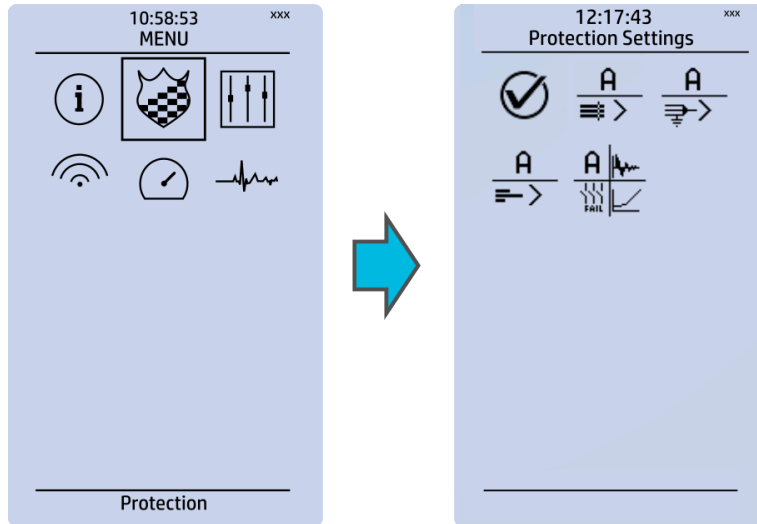 10:58:53
xxx
MENU
i
Protection
12:17:43
xxx
Protection Settings
A
A
A
A
FAIL